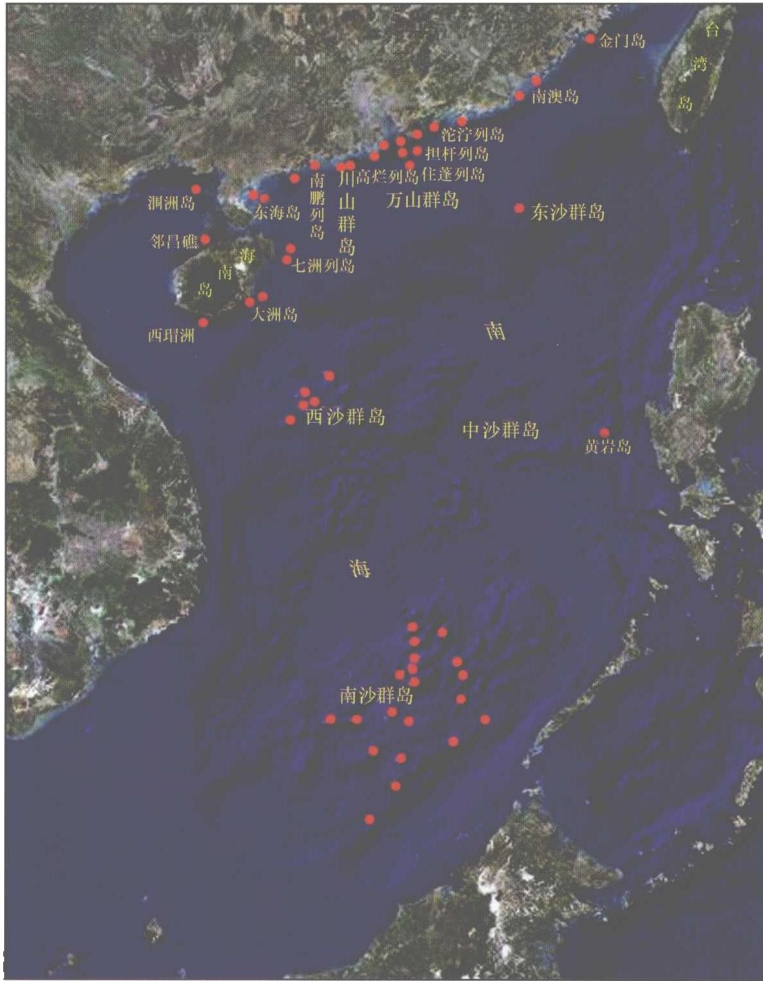 金门岛
台湾岛
南澳岛
沱泞列岛
担杆列岛
佳蓬列岛
高烂列岛
万山群岛
川山群岛
南鹏列岛
东海岛
涠洲岛
东沙群岛
邻昌礁
海南岛
七洲列岛
大洲岛
西瑁洲
南海
西沙群岛
中沙群岛
黄岩岛
南沙群岛